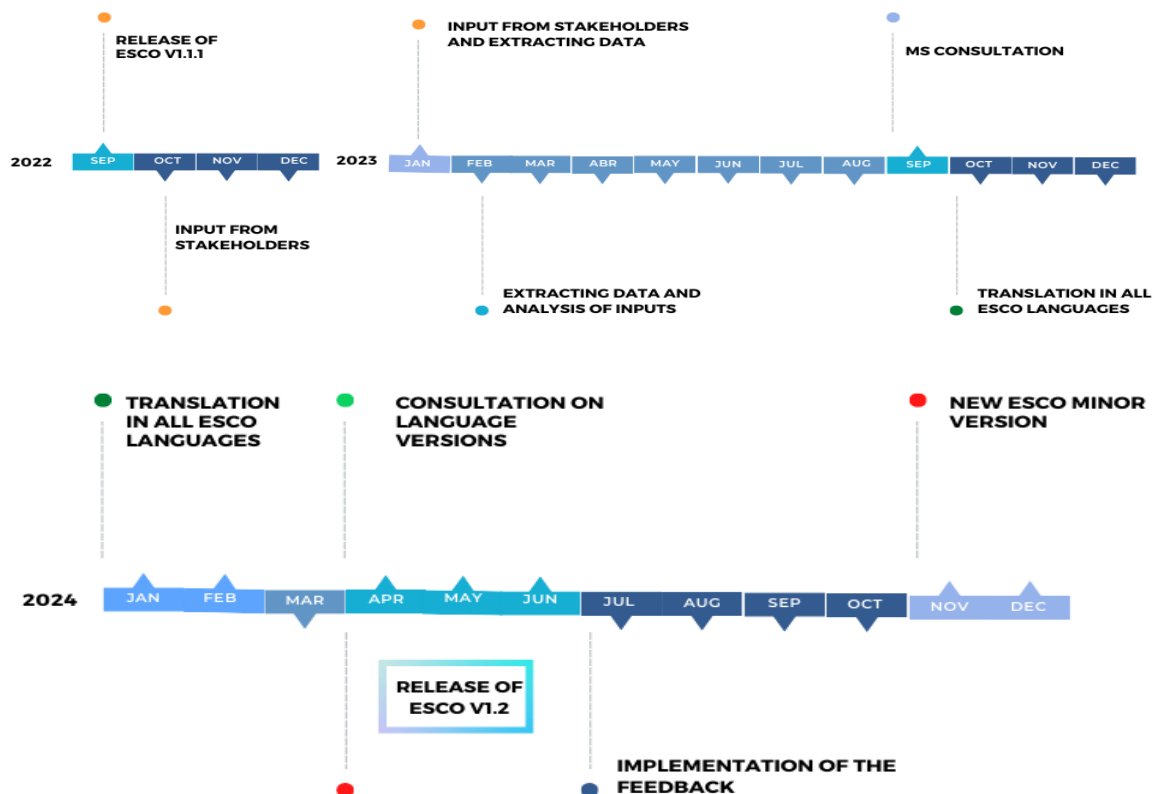 RELEASE OF
ESCO V1.1.1
INPUT FROM STAKEHOLDERS
AND EXTRACTING DATA
MS CONSULTATION
2022
SEP
OCT
NOV
DEC
2023
JAN
FEB
MAR
ABR
MAY
JUN
JUL
AUG
SEP
OCT
NOV
DEC
INPUT FROM
STAKEHOLDERS
EXTRACTING DATA AND
ANALYSIS OF INPUTS
TRANSLATION IN ALL
ESCO LANGUAGES
TRANSLATION
IN ALL ESCO
LANGUAGES
CONSULTATION ON
LANGUAGE
VERSIONS
NEW ESCO MINOR
VERSION
2024
JAN
FEB
MAR
APR
MAY
JUN
JUL
AUG
SEP
OCT
NOV
DEC
RELEASE OF
ESCO V1.2
IMPLEMENTATION OF THE
FEEDBACK